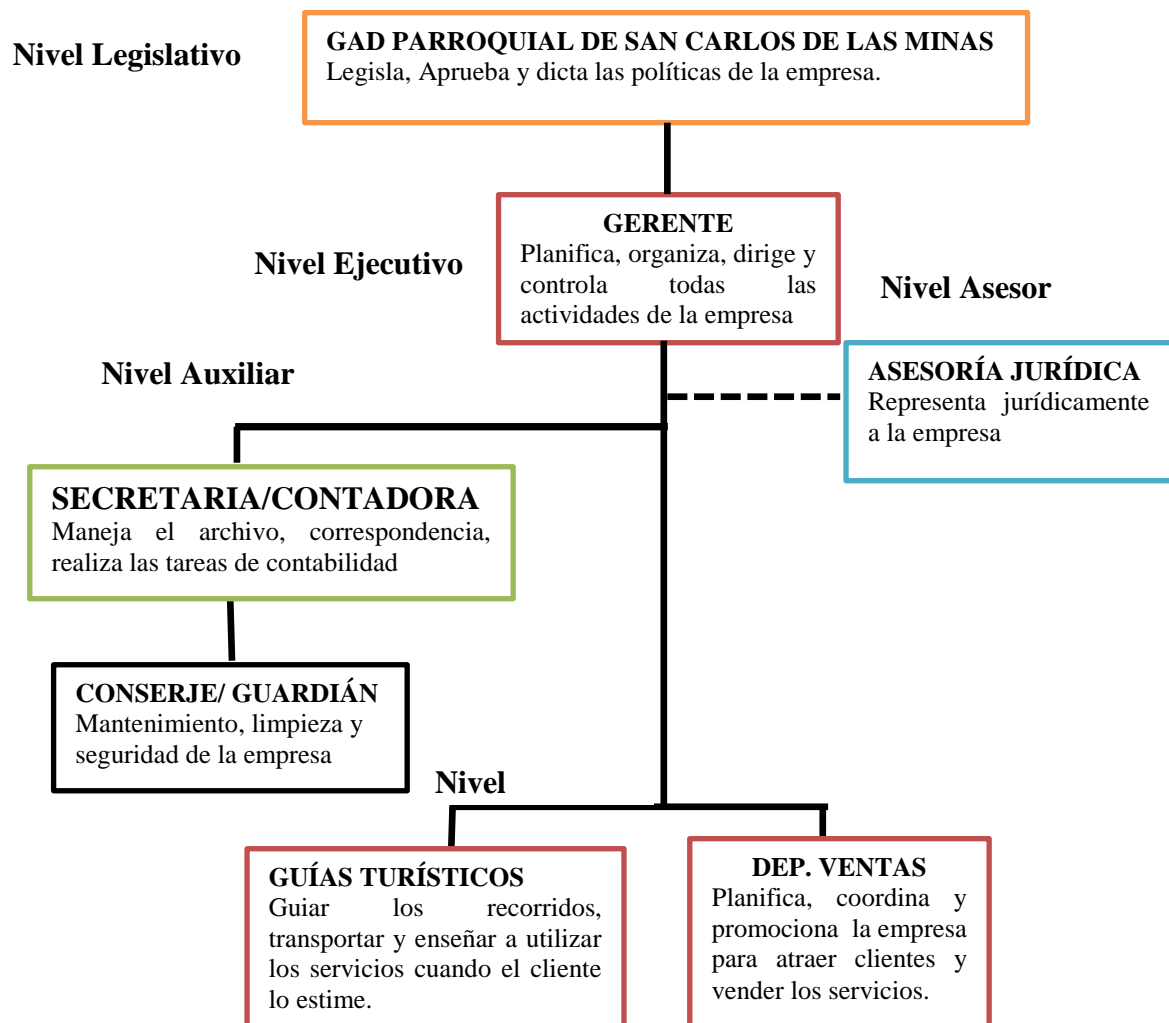 Nivel Legislativo
GAD PARROQUIAL DE SAN CARLOS DE LAS MINAS
Legisla, Aprueba y dicta las políticas de la empresa.
Nivel Ejecutivo
GERENTE
Planifica, organiza, dirige y
controla todas las
actividades de la empresa
Nivel Asesor
ASESORÍA JURÍDICA
Representa jurídicamente
a la empresa
Nivel Auxiliar
SECRETARIA/CONTADORA
Maneja el archivo, correspondencia,
realiza las tareas de contabilidad
CONSERJE/ GUARDIÁN
Mantenimiento, limpieza y
seguridad de la empresa
Nivel
GUÍAS TURÍSTICOS
Guiar los recorridos,
transportar y enseñar a utilizar
los servicios cuando el cliente
lo estime.
DEP. VENTAS
Planifica, coordina y
promociona la empresa
para atraer clientes y
vender los servicios.